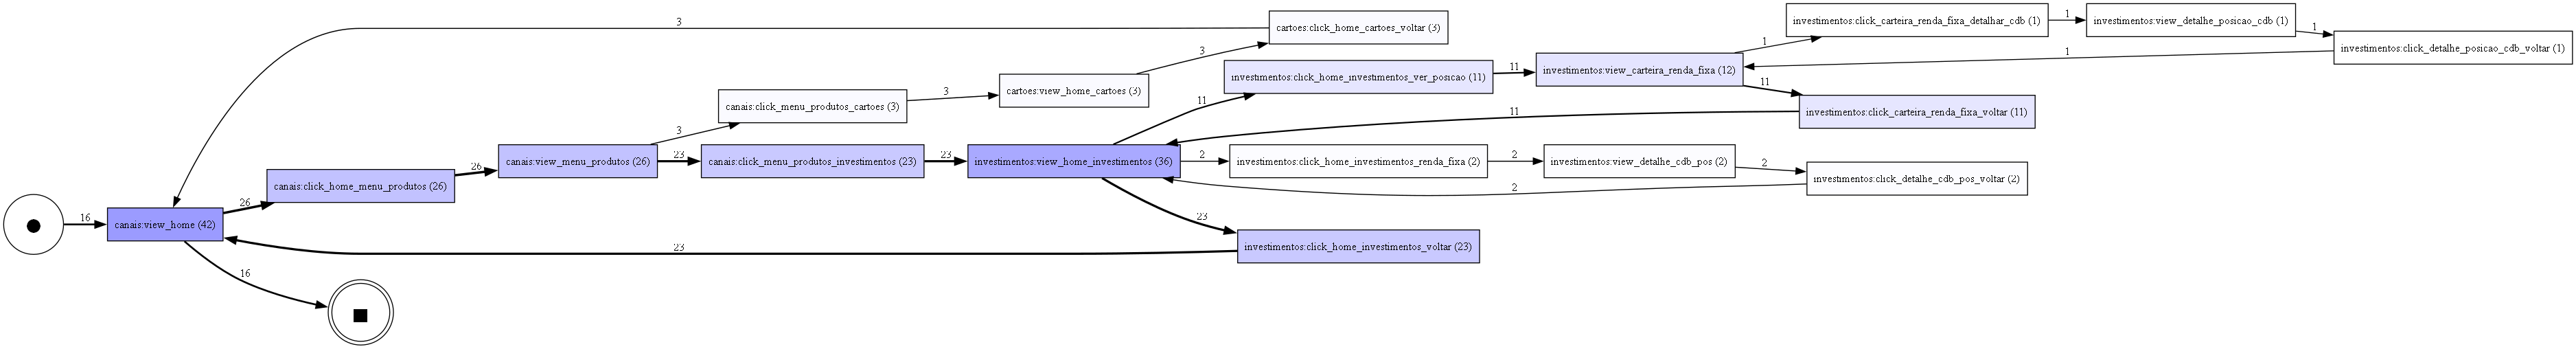 3
cartoes:click_home_cartoes_voltar (3)
investimentos:click_carteira_renda_fixa_detalhar_cdb (1)
1
investimentos:view_detalhe_posicao_cdb (1)
1
investimentos:click_detalhe_posicao_cdb_voltar (1)
3
1
1
investimentos:click_home_investimentos_ver_posicao (11)
11
investimentos:view_carteira_renda_fixa (12)
11
canais:click_menu_produtos_cartoes (3)
3
cartoes:view_home_cartoes (3)
11
11
investimentos:click_carteira_renda_fixa_voltar (11)
3
26
canais:view_menu_produtos (26)
23
canais:click_menu_produtos_investimentos (23)
23
investimentos:view_home_investimentos (36)
2
investimentos:click_home_investimentos_renda_fixa (2)
2
investimentos:view_detalhe_cdb_pos (2)
2
investimentos:click_detalhe_cdb_pos_voltar (2)
2
canais:click_home_menu_produtos (26)
26
16
canais:view_home (42)
23
23
investimentos:click_home_investimentos_voltar (23)
16